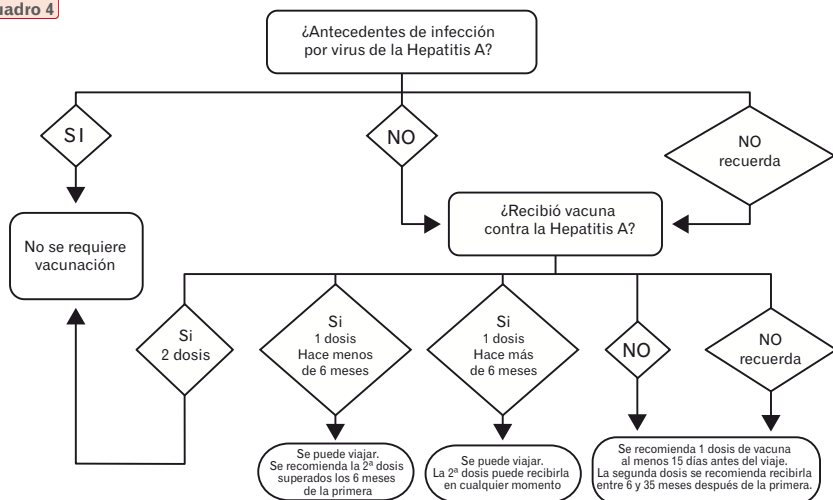 uadro 4
¿Antecedentes de infección
por virus de la Hepatitis A?
SI
NO
NO
recuerda
¿Recibió vacuna
contra la Hepatitis A?
No se requiere
vacunación
Si
2 dosis
Si
1 dosis
Hace menos
de 6 meses
Si
1 dosis
Hace más
de 6 meses
NO
NO
recuerda
Se puede viajar.
Se recomienda la 2ª dosis
superados los 6 meses
de la primera
Se puede viajar.
La 2ª dosis puede recibirla
en cualquier momento
Se recomienda 1 dosis de vacuna
al menos 15 días antes del viaje.
La segunda dosis se recomienda recibirla
entre 6 y 35 meses después de la primera.